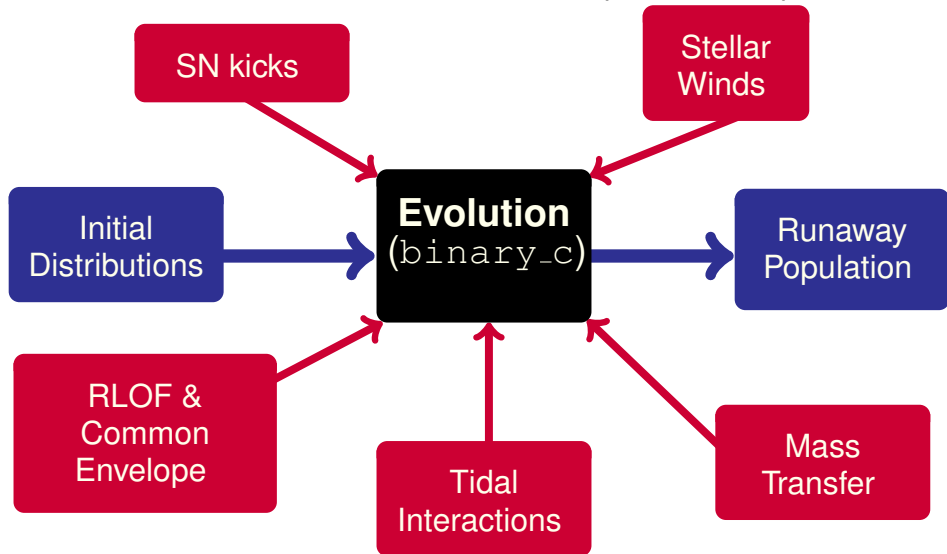 SN kicks
Stellar
Winds
Initial
Distributions
Evolution
(binary_c)
Runaway
Population
RLOF &
Common
Envelope
Tidal
Interactions
Mass
Transfer